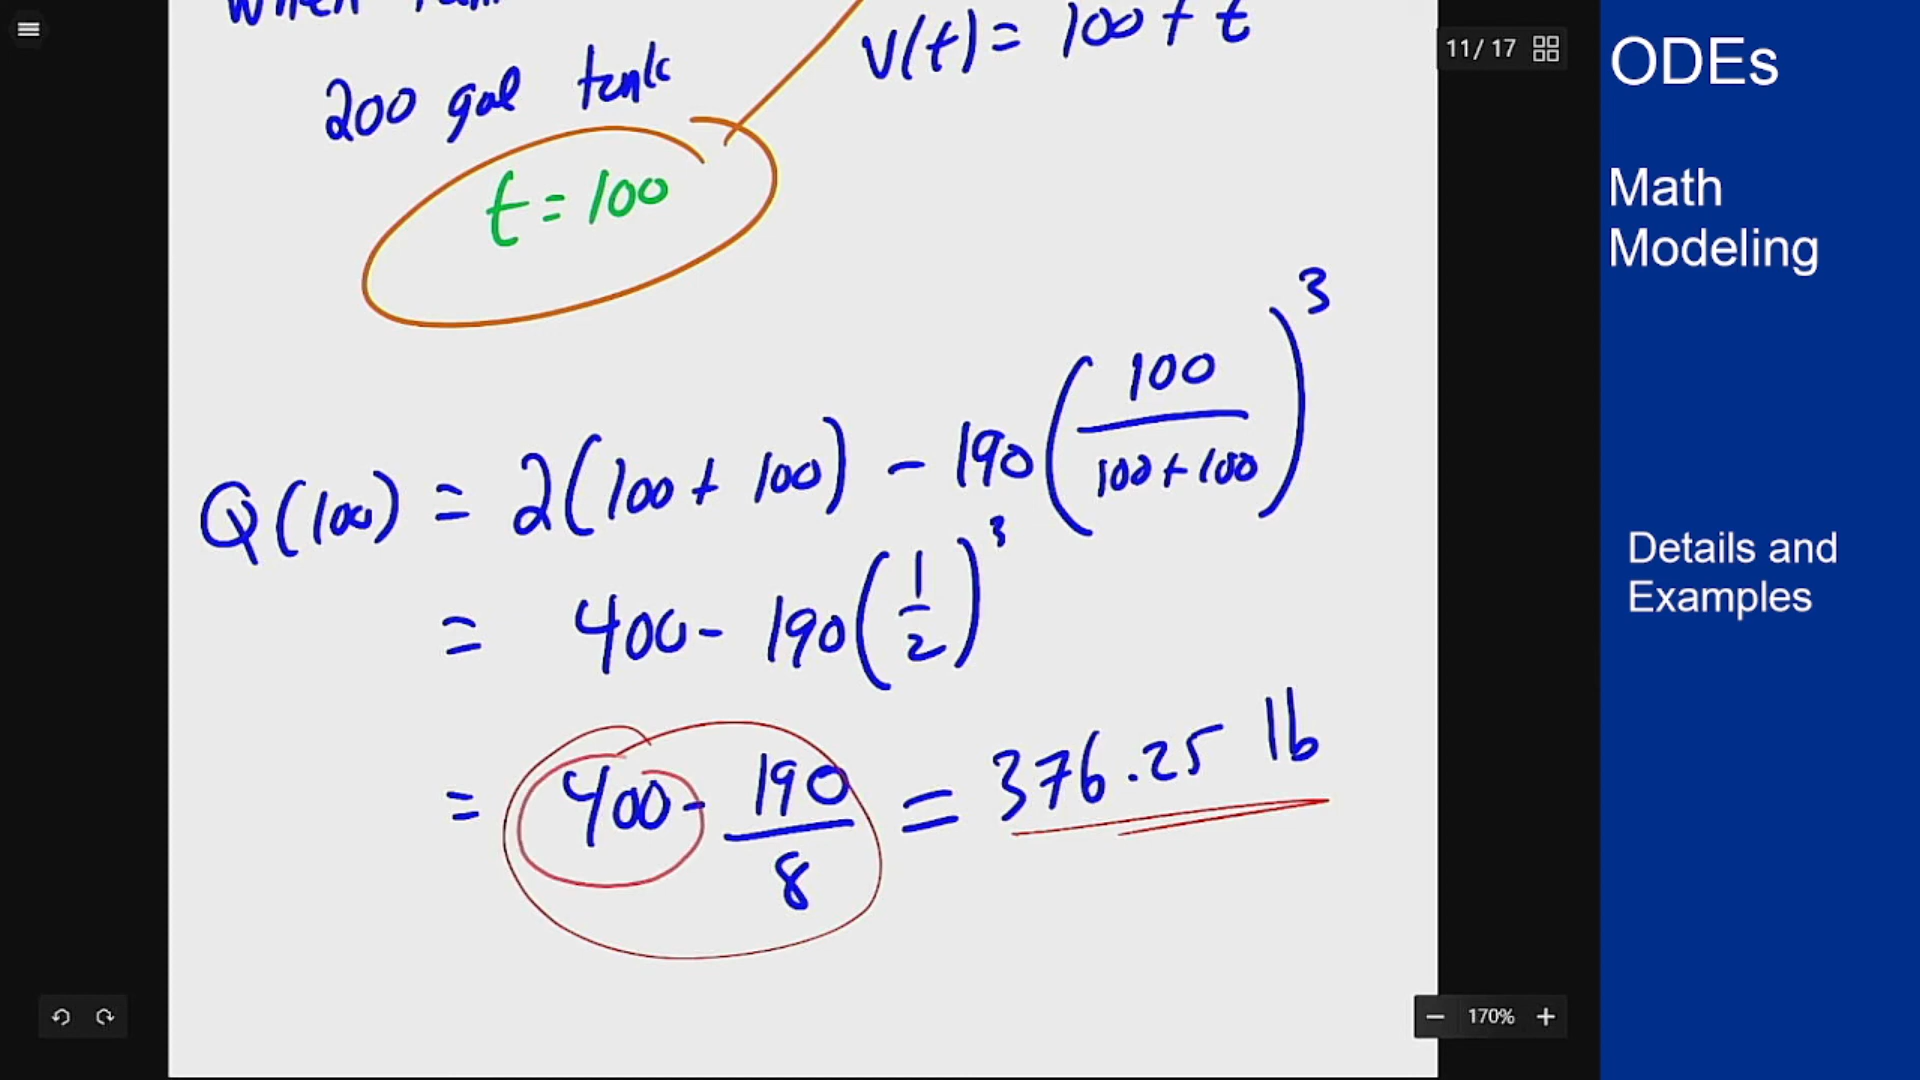 when
V(t) = 100 + t
200 gal tank
t = 100
Q(100) = 2(100 + 100) - 190(100/(100 + 100))^3
= 400 - 190(1/2)^3
= 400 - 190/8 = 376.25 lb
11 / 17
170%
ODEs
Math
Modeling
Details and
Examples